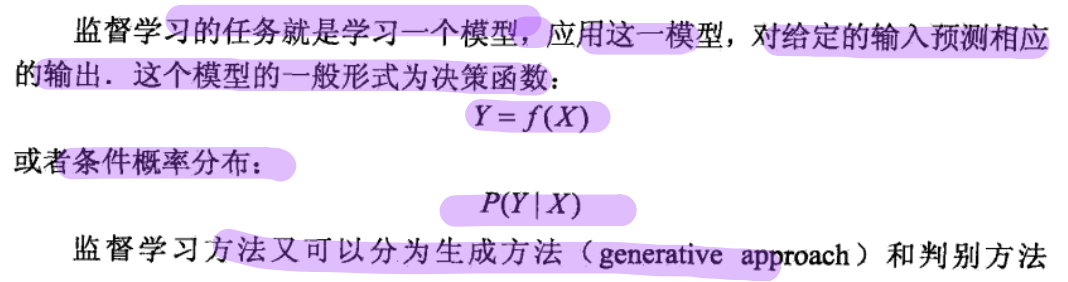 监督学习的任务就是学习一个模型，应用这一模型，对给定的输入预测相应
的输出．这个模型的一般形式为决策函数：
Y = f(X)
或者条件概率分布：
P(Y | X)
监督学习方法又可以分为生成方法（generative approach）和判别方法